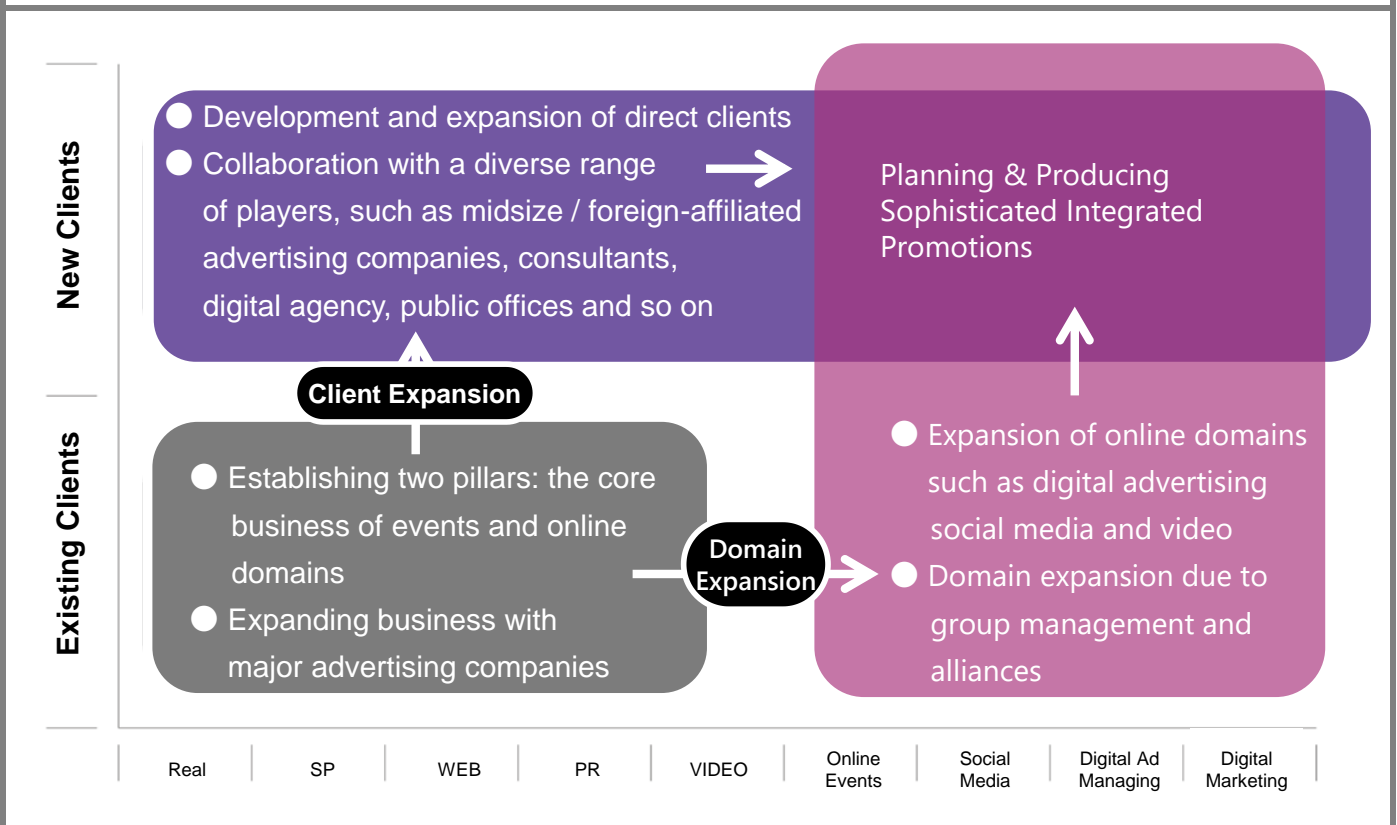 New Clients
● Development and expansion of direct clients
● Collaboration with a diverse range
of players, such as midsize / foreign-affiliated
advertising companies, consultants,
digital agency, public offices and so on
Planning & Producing
Sophisticated Integrated
Promotions
Client Expansion
Existing Clients
● Establishing two pillars: the core
business of events and online
domains
● Expanding business with
major advertising companies
Domain
Expansion
● Expansion of online domains
such as digital advertising
social media and video
● Domain expansion due to
group management and
alliances
Real
SP
WEB
PR
VIDEO
Online
Events
Social
Media
Digital Ad
Managing
Digital
Marketing